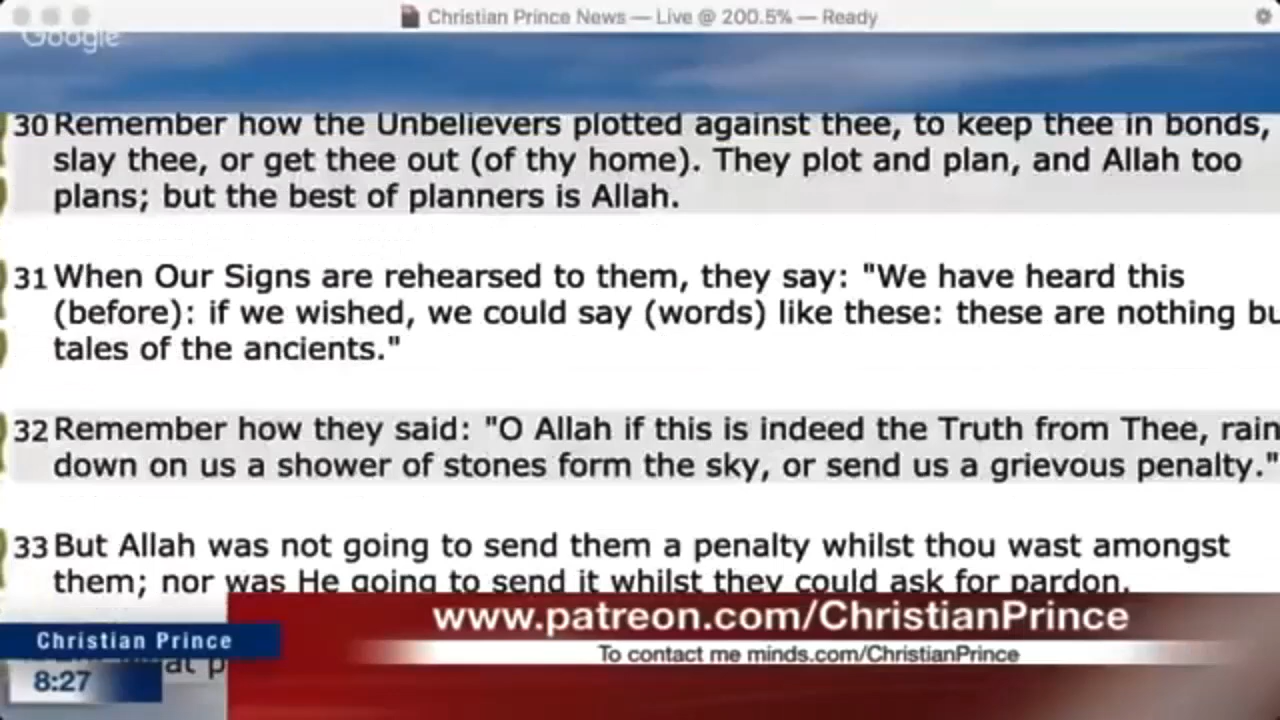 Christian Prince News — Live @ 200.5% — Ready
Google
30 Remember how the Unbelievers plotted against thee, to keep thee in bonds,
slay thee, or get thee out (of thy home). They plot and plan, and Allah too
plans; but the best of planners is Allah.
31 When Our Signs are rehearsed to them, they say: "We have heard this
(before): if we wished, we could say (words) like these: these are nothing bu
tales of the ancients."
32 Remember how they said: "O Allah if this is indeed the Truth from Thee, rain
down on us a shower of stones form the sky, or send us a grievous penalty."
33 But Allah was not going to send them a penalty whilst thou wast amongst
them; nor was He going to send it whilst they could ask for pardon.
www.patreon.com/ChristianPrince
Christian Prince
To contact me minds.com/ChristianPrince
8:27